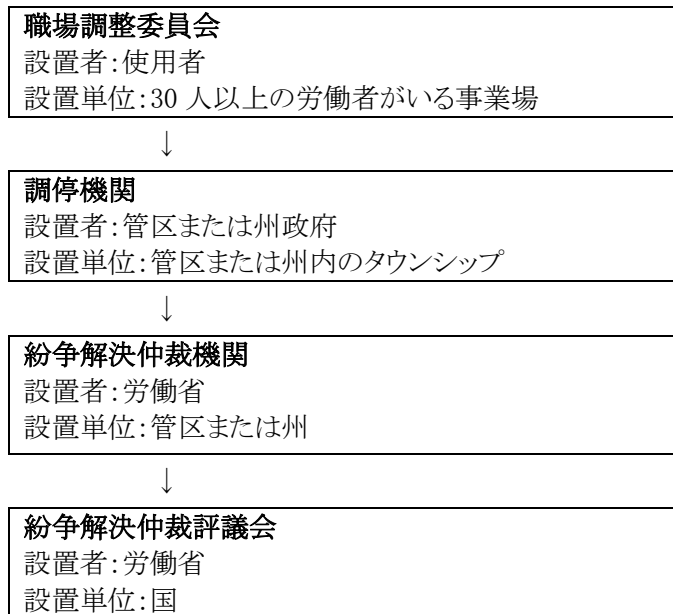 職場調整委員会
設置者：使用者
設置単位：30 人以上の労働者がいる事業場
↓
調停機関
設置者：管区または州政府
設置単位：管区または州内のタウンシップ
↓
紛争解決仲裁機関
設置者：労働省
設置単位：管区または州
↓
紛争解決仲裁評議会
設置者：労働省
設置単位：国